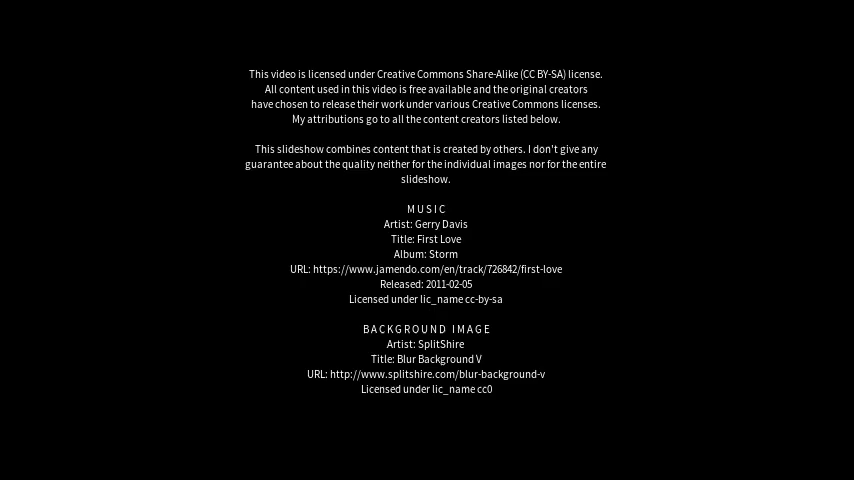 This video is licensed under Creative Commons Share-Alike (CC BY-SA) license.
All content used in this video is free available and the original creators
have chosen to release their work under various Creative Commons licenses.
My attributions go to all the content creators listed below.
This slideshow combines content that is created by others. I don't give any
guarantee about the quality neither for the individual images nor for the entire
slideshow.
MUSIC
Artist: Gerry Davis
Title: First Love
Album: Storm
URL: https://www.jamendo.com/en/track/726842/first-love
Released: 2011-02-05
Licensed under lic_name cc-by-sa
BACKGROUND IMAGE
Artist: SplitShire
Title: Blur Background V
URL: http://www.splitshire.com/blur-background-v
Licensed under lic_name cc0